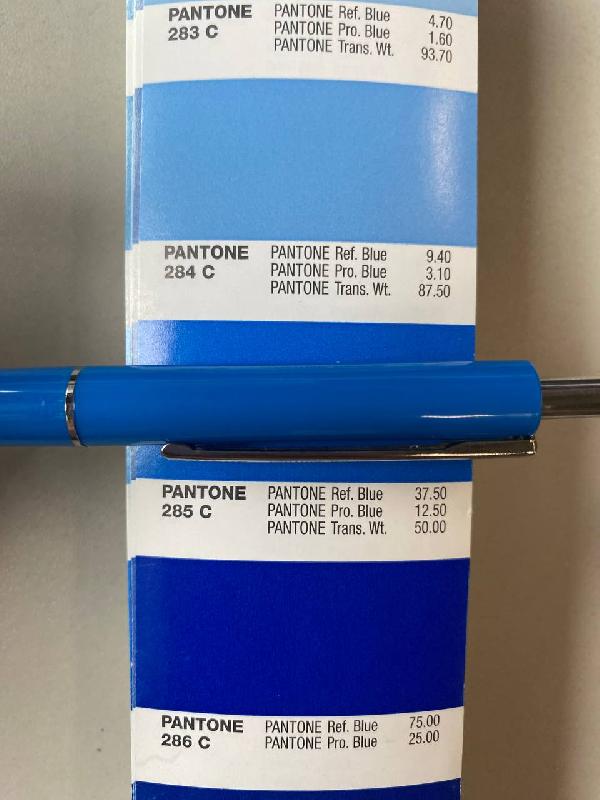 PANTONE PANTONE Ref. Blue 4.70
283 C PANTONE Pro. Blue 1.60
PANTONE Trans. Wt. 93.70
PANTONE PANTONE Ref. Blue 9.40
284 C PANTONE Pro. Blue 3.10
PANTONE Trans. Wt. 87.50
PANTONE PANTONE Ref. Blue 37.50
285 C PANTONE Pro. Blue 12.50
PANTONE Trans. Wt. 50.00
PANTONE PANTONE Ref. Blue 75.00
286 C PANTONE Pro. Blue 25.00